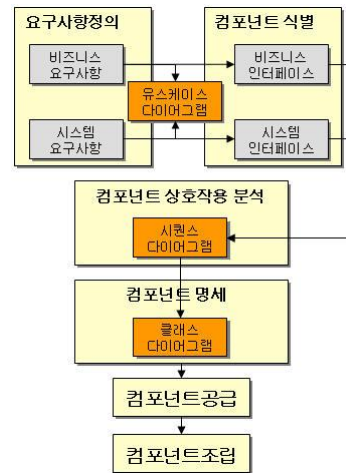 요구사항정의
컴포넌트 식별
비즈니스
요구사항
비즈니스
인터페이스
유스케이스
다이어그램
시스템
요구사항
시스템
인터페이스
컴포넌트 상호작용 분석
시퀀스
다이어그램
컴포넌트 명세
클래스
다이어그램
컴포넌트공급
컴포넌트조립